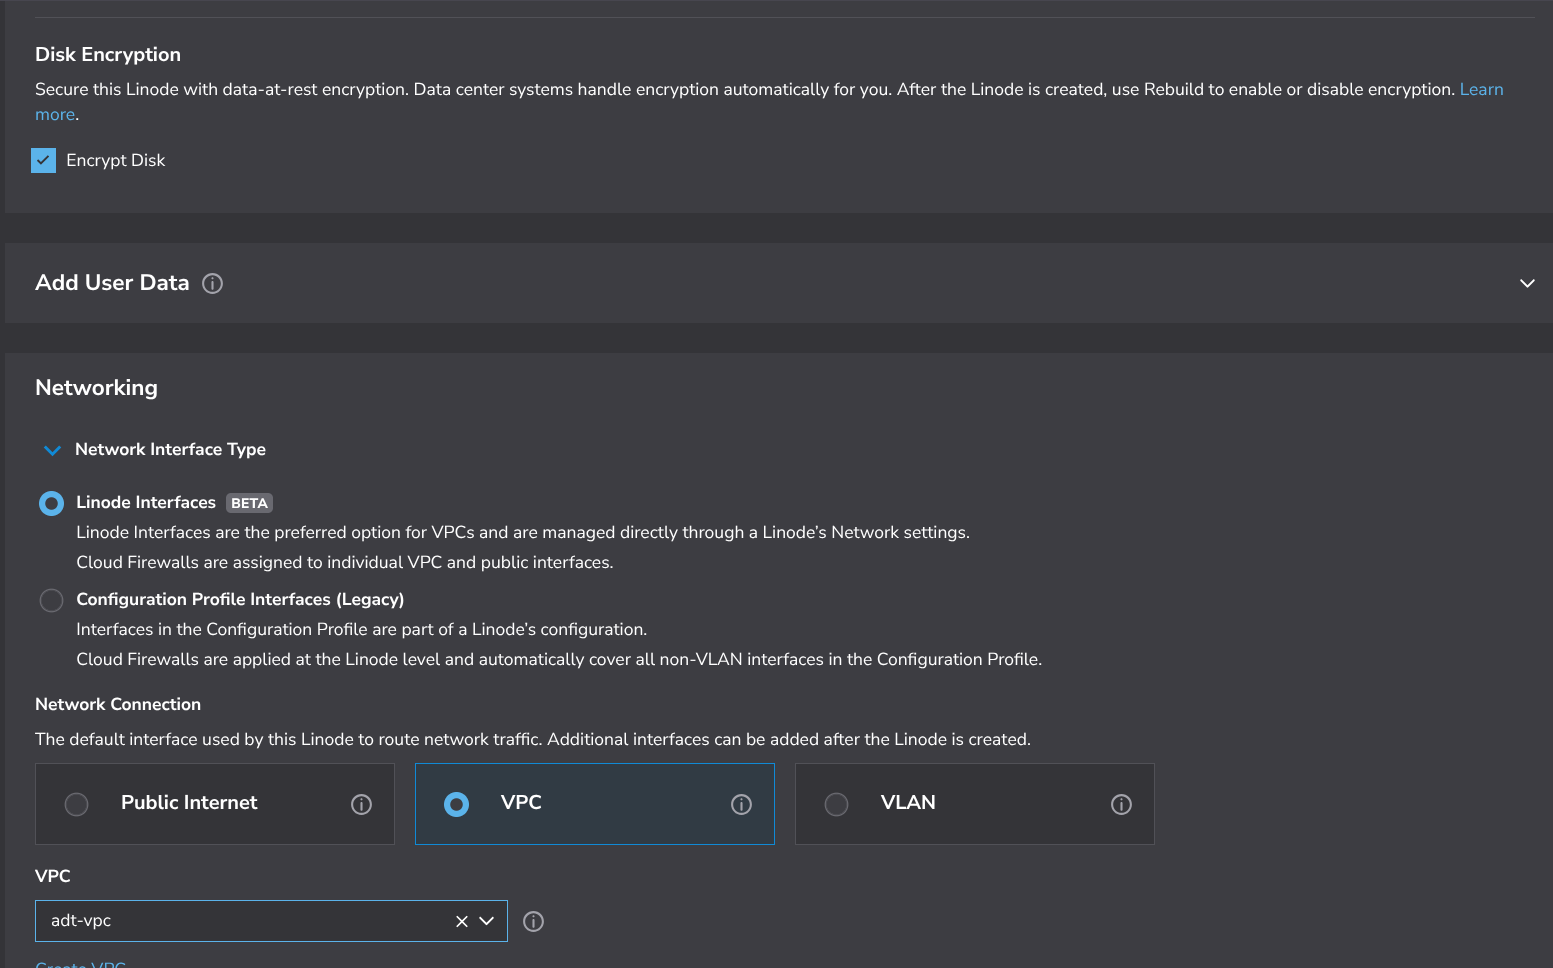 Disk Encryption
Secure this Linode with data-at-rest encryption. Data center systems handle encryption automatically for you. After the Linode is created, use Rebuild to enable or disable encryption. Learn
more.
Encrypt Disk
Add User Data
Networking
Network Interface Type
Linode Interfaces BETA
Linode Interfaces are the preferred option for VPCs and are managed directly through a Linode's Network settings.
Cloud Firewalls are assigned to individual VPC and public interfaces.
Configuration Profile Interfaces (Legacy)
Interfaces in the Configuration Profile are part of a Linode's configuration.
Cloud Firewalls are applied at the Linode level and automatically cover all non-VLAN interfaces in the Configuration Profile.
Network Connection
The default interface used by this Linode to route network traffic. Additional interfaces can be added after the Linode is created.
Public Internet
VPC
VLAN
VPC
adt-vpc
Create VPC